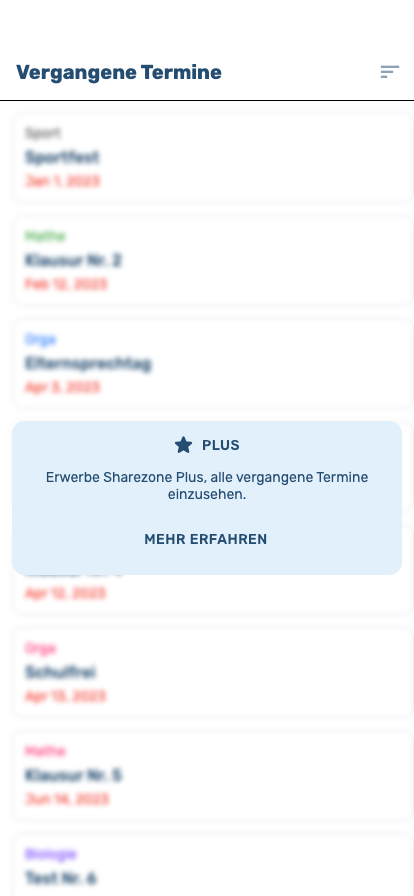 Vergangene Termine
Sport
Sportfest
Jan 1, 2023
Mathe
Klausur Nr. 2
Feb 12, 2023
Orga
Elternsprechtag
Apr 3, 2023
PLUS
Erwerbe Sharezone Plus, alle vergangene Termine
einzusehen.
MEHR ERFAHREN
Apr 12, 2023
Orga
Schulfrei
Apr 13, 2023
Mathe
Klausur Nr. 5
Jun 14, 2023
Biologie
Test Nr. 6